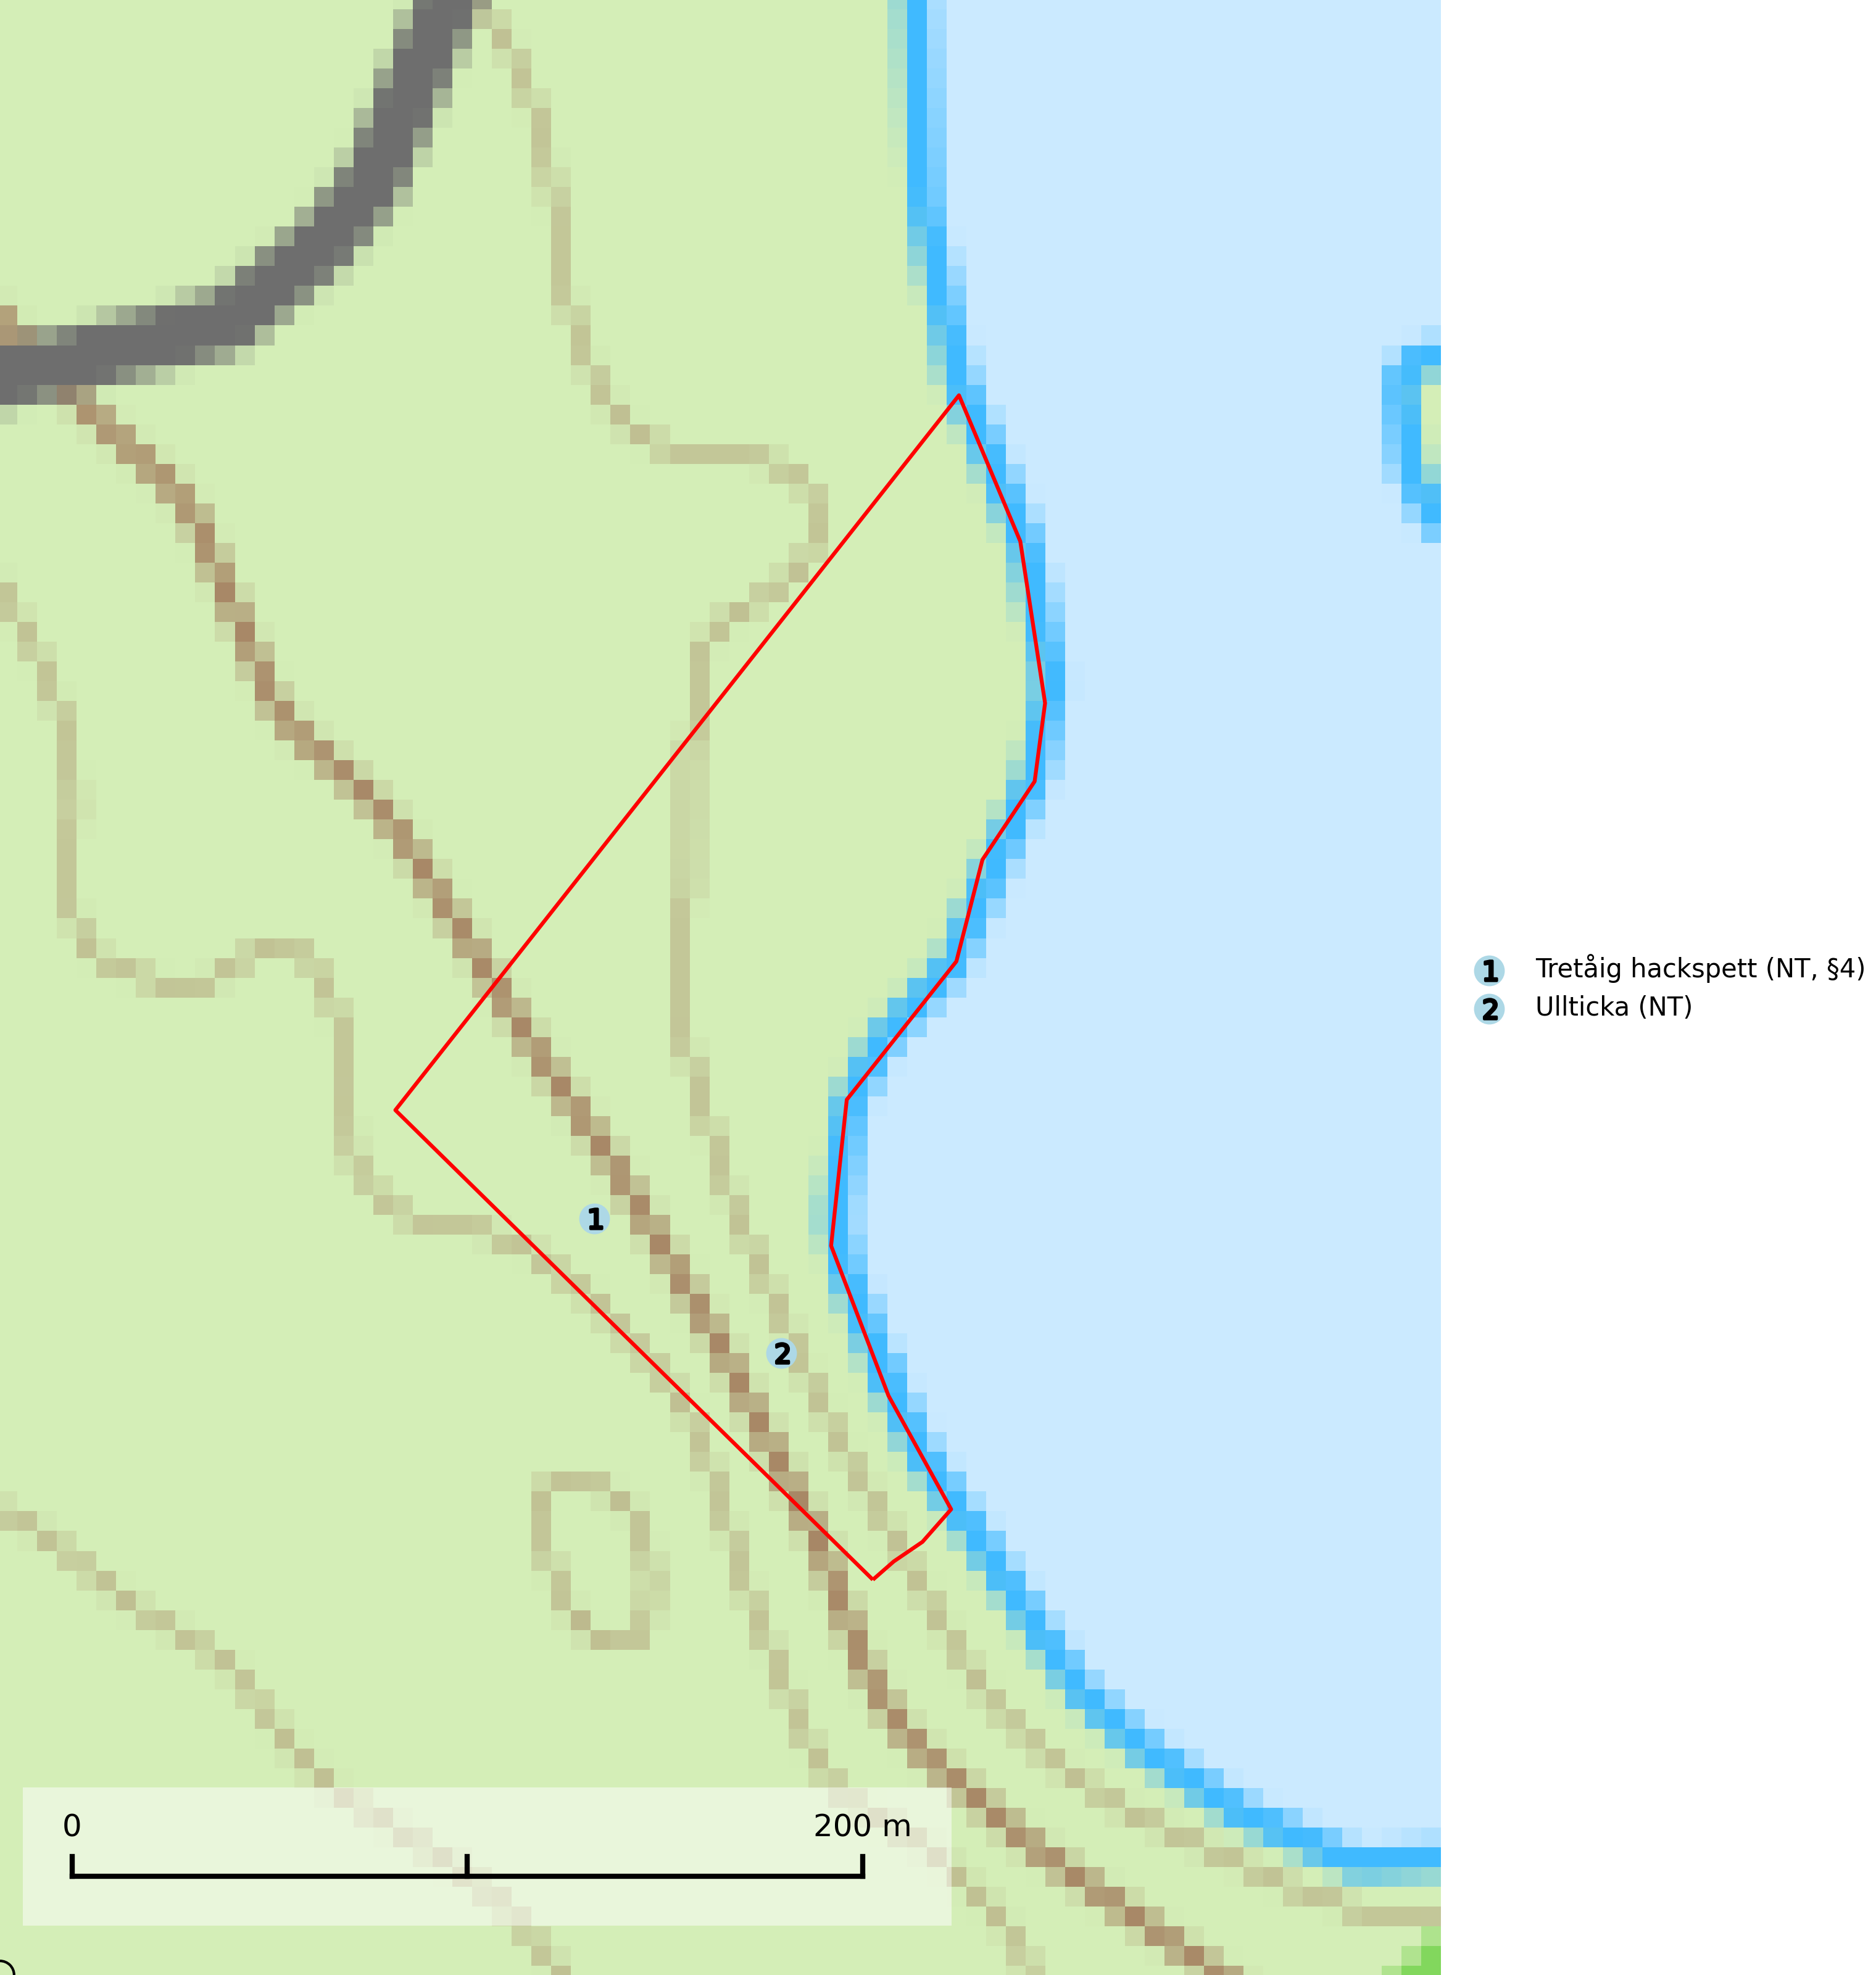 1 Tretåig hackspett (NT, §4)
2 Ullticka (NT)
1
2
0 200 m